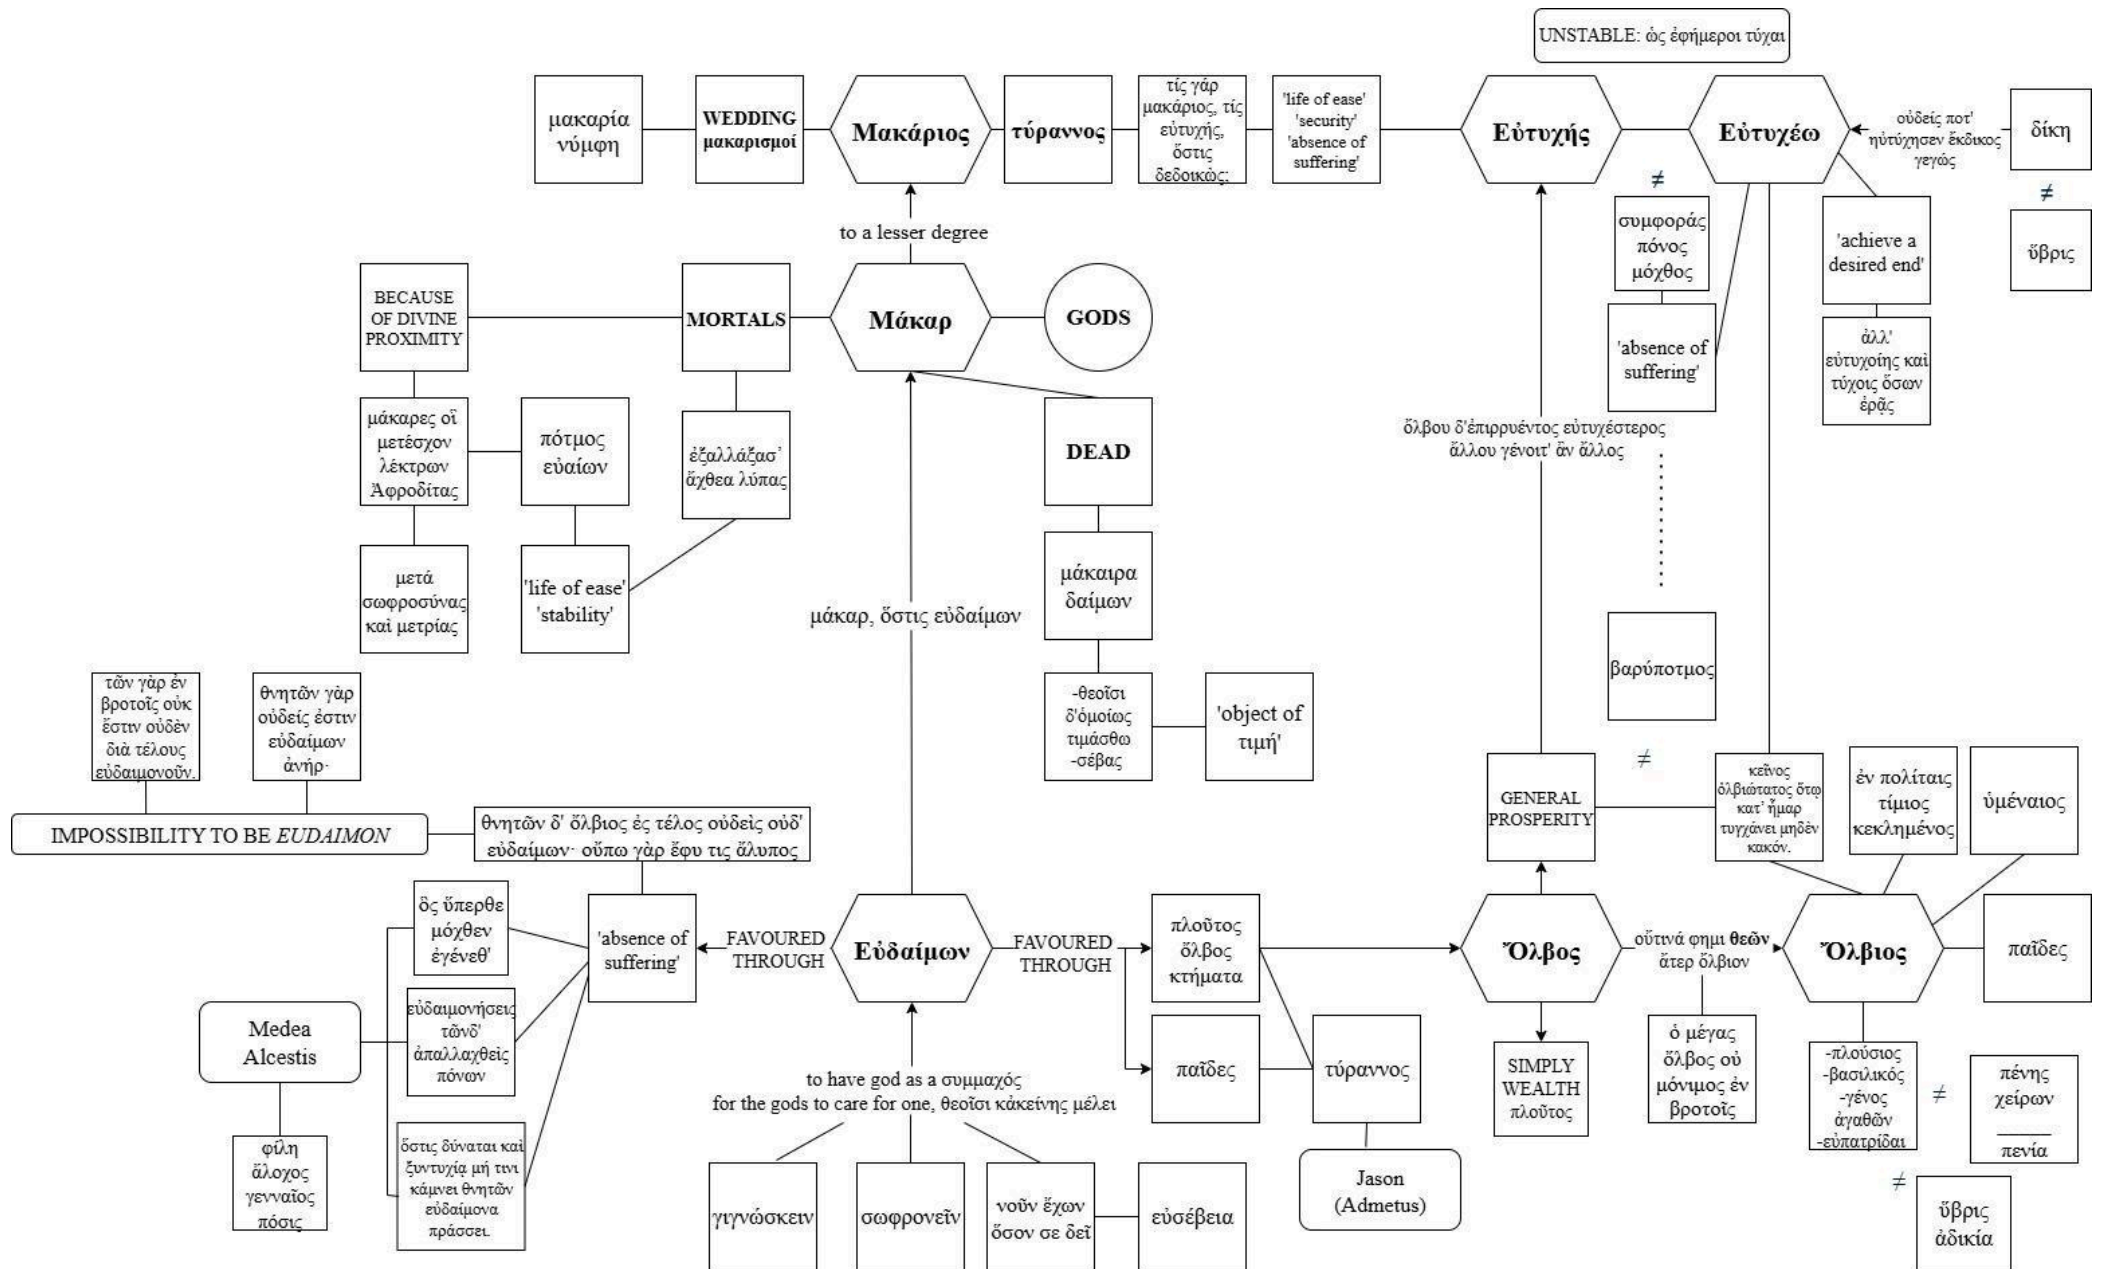 UNSTABLE: ὡς ἐφήμεροι τύχαι
μακαρία
νύμφη
WEDDING
μακαρισμοί
Μακάριος
τύραννος
τίς γάρ
μακάριος, τίς
εὐτυχής,
ὅστις
δεδοικώς;
'life of ease'
'security'
'absence of
suffering'
Εὐτυχής
Εὐτυχέω
οὐδείς ποτ'
ηὐτύχησεν ἔκδικος
γεγώς
δίκη
≠
ὕβρις
≠
συμφοράς
πόνος
μόχθος
'absence of
suffering'
'achieve a
desired end'
ἀλλ'
εὐτυχοίης καὶ
τύχοις ὅσων
ἐρᾷς
to a lesser degree
BECAUSE
OF DIVINE
PROXIMITY
MORTALS
Μάκαρ
GODS
μάκαρες οἳ
μετέσχον
λέκτρων
Ἀφροδίτας
πότμος
εὐαίων
ἐξαλλάξασ'
ἄχθεα λύπας
DEAD
μετά
σωφροσύνας
καὶ μετρίας
'life of ease'
'stability'
μάκαιρα
δαίμων
μάκαρ, ὅστις εὐδαίμων
-θεοῖσι
δ'ὁμοίως
τιμάσθω
-σέβας
'object of
τιμή'
ὄλβου δ'ἐπιρρυέντος εὐτυχέστερος
ἄλλου γένοιτ' ἂν ἄλλος
βαρύποτμος
≠
τῶν γὰρ ἐν
βροτοῖς οὐκ
ἔστιν οὐδὲν
διὰ τέλους
εὐδαιμονοῦν.
θνητῶν γὰρ
οὐδείς ἐστιν
εὐδαίμων
ἀνήρ·
IMPOSSIBILITY TO BE EUDAIMON
θνητῶν δ' ὄλβιος ἐς τέλος οὐδεὶς οὐδ'
εὐδαίμων· οὔπω γὰρ ἔφυ τις ἄλυπος
GENERAL
PROSPERITY
κεῖνος
ὀλβιώτατος ὅτῳ
κατ' ἦμαρ
τυγχάνει μηδὲν
κακόν.
ἐν πολίταις
τίμιος
κεκλημένος
ὑμέναιος
ὃς ὕπερθε
μόχθεν
ἐγένεθ'
'absence of
suffering'
FAVOURED
THROUGH
Εὐδαίμων
FAVOURED
THROUGH
πλοῦτος
ὄλβος
κτήματα
Ὄλβος
οὔτινά φημι θεῶν
ἄτερ ὄλβιον
Ὄλβιος
παῖδες
Medea
Alcestis
εὐδαιμονήσεις
τῶνδ'
ἀπαλλαχθεὶς
πόνων
παῖδες
τύραννος
SIMPLY
WEALTH
πλοῦτος
ὁ μέγας
ὄλβος οὐ
μόνιμος ἐν
βροτοῖς
-πλούσιος
-βασιλικός
-γένος
ἀγαθῶν
-εὐπατρίδαι
≠
πένης
χείρων
πενία
to have god as a συμμαχός
for the gods to care for one, θεοῖσι κἀκείνης μέλει
φίλη
ἄλοχος
γενναῖος
πόσις
ὅστις δύναται καὶ
ξυντυχίᾳ μή τινι
κάμνει θνητῶν
εὐδαίμονα
πράσσει.
γιγνώσκειν
σωφρονεῖν
νοῦν ἔχων
ὅσον σε δεῖ
εὐσέβεια
Jason
(Admetus)
≠
ὕβρις
ἀδικία